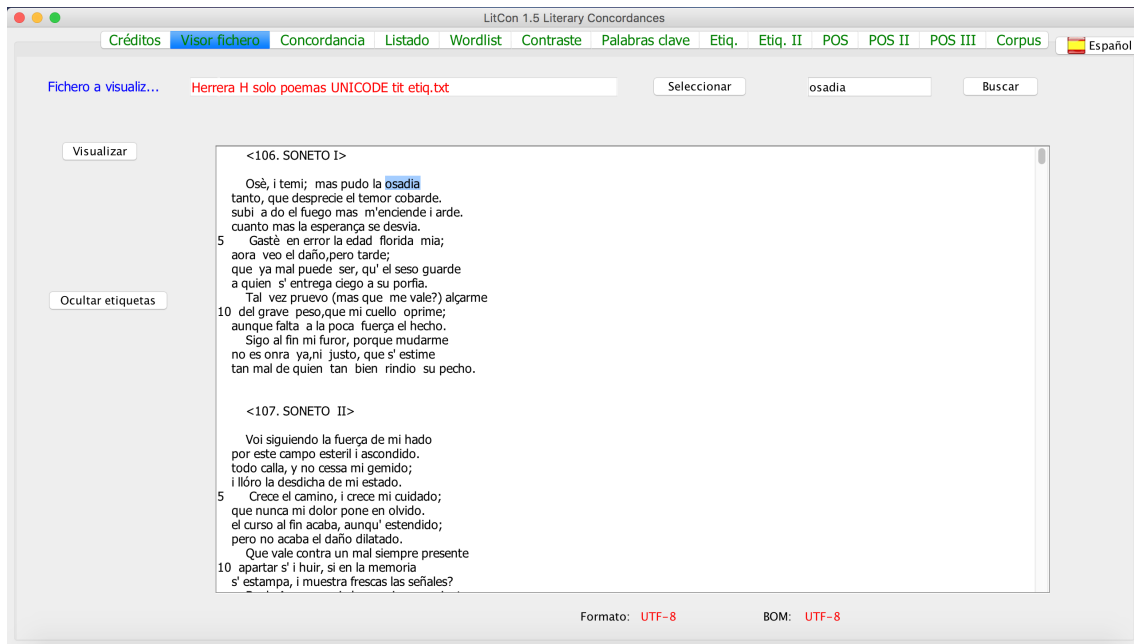 LitCon 1.5 Literary Concordances
Créditos Visor fichero Concordancia Listado Wordlist Contraste Palabras clave Etiq. Etiq. II POS POS II POS III Corpus Español
Fichero a visualiz... Herrera H solo poemas UNICODE tit etiq.txt Seleccionar osadia Buscar
Visualizar
<106. SONETO I>
Osè, i temi; mas pudo la osadia
tanto, que desprecie el temor cobarde.
subi a do el fuego mas m'enciende i arde.
cuanto mas la esperança se desvia.
5 Gastè en error la edad florida mia;
aora veo el daño,pero tarde;
que ya mal puede ser, qu' el seso guarde
a quien s' entrega ciego a su porfia.
Ocultar etiquetas
Tal vez pruevo (mas que me vale?) alçarme
10 del grave peso,que mi cuello oprime;
aunque falta a la poca fuerça el hecho.
Sigo al fin mi furor, porque mudarme
no es onra ya,ni justo, que s' estime
tan mal de quien tan bien rindio su pecho.
<107. SONETO II>
Voi siguiendo la fuerça de mi hado
por este campo esteril i ascondido.
todo calla, y no cessa mi gemido;
i llóro la desdicha de mi estado.
5 Crece el camino, i crece mi cuidado;
que nunca mi dolor pone en olvido.
el curso al fin acaba, aunqu' estendido;
pero no acaba el daño dilatado.
Que vale contra un mal siempre presente
10 apartar s' i huir, si en la memoria
s' estampa, i muestra frescas las señales?
Formato: UTF-8 BOM: UTF-8